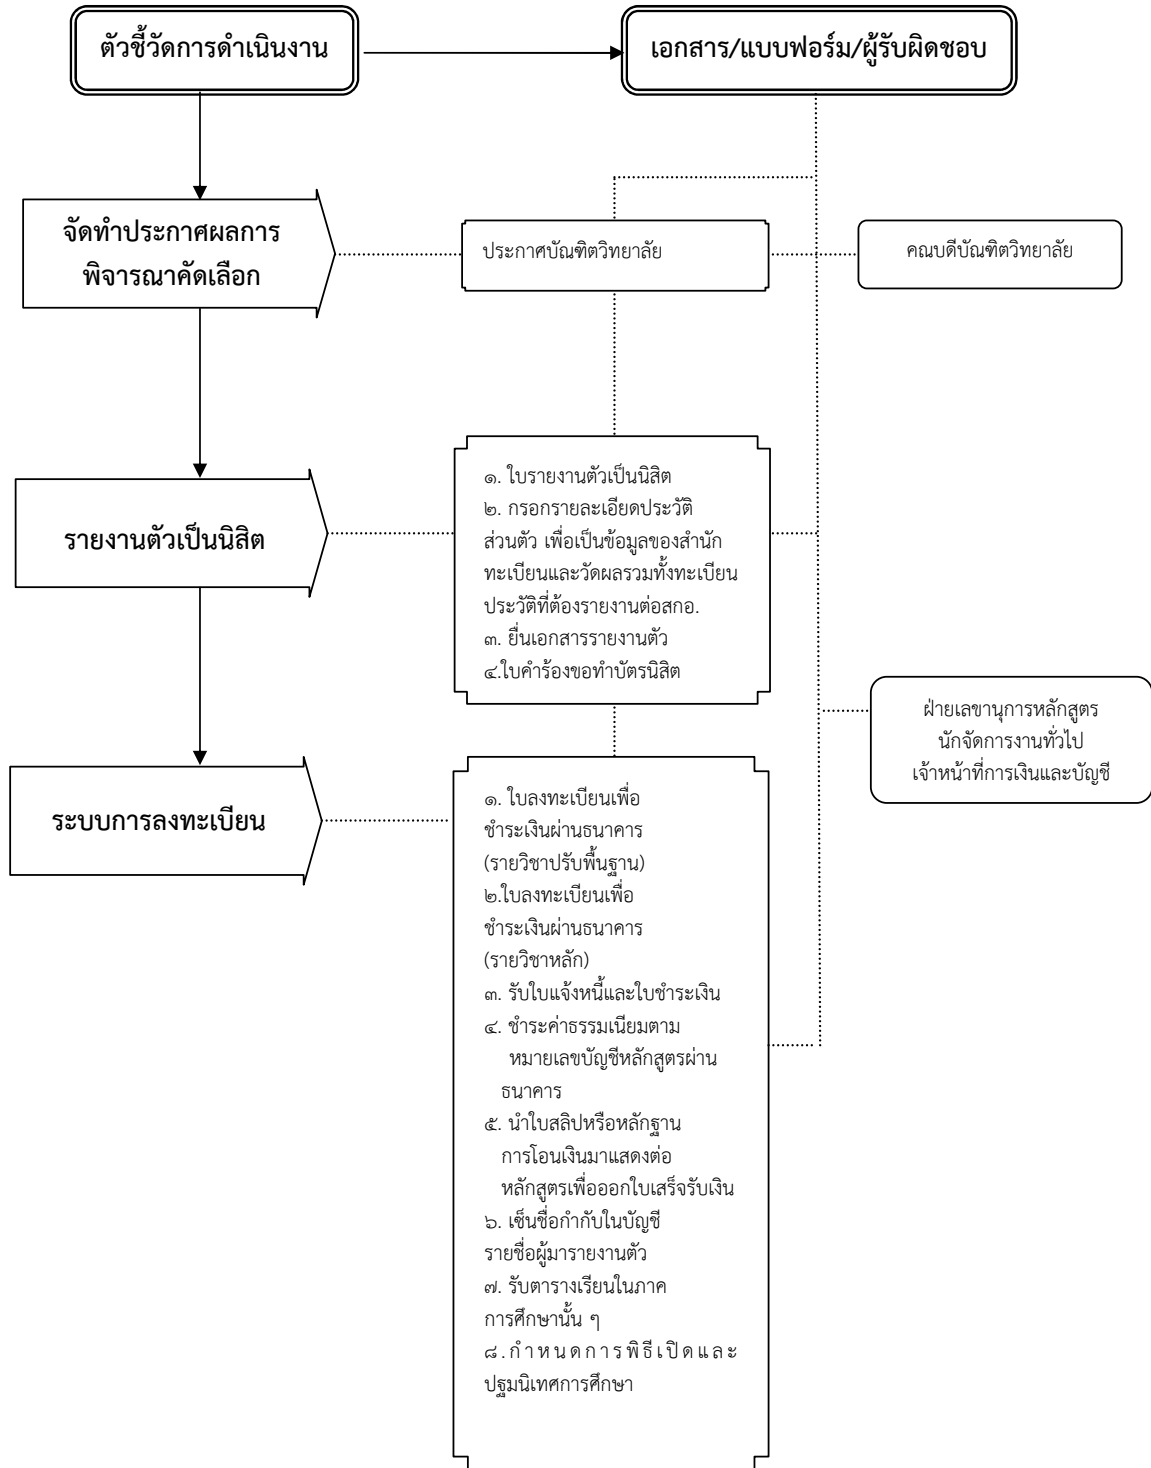 ตัวชี้วัดการดำเนินงาน
เอกสาร/แบบฟอร์ม/ผู้รับผิดชอบ
จัดทำประกาศผลการ
พิจารณาคัดเลือก
ประกาศบัณฑิตวิทยาลัย
คณบดีบัณฑิตวิทยาลัย
รายงานตัวเป็นนิสิต
๑. ใบรายงานตัวเป็นนิสิต
๒. กรอกรายละเอียดประวัติ
ส่วนตัว เพื่อเป็นข้อมูลของสำนัก
ทะเบียนและวัดผลรวมทั้งทะเบียน
ประวัติที่ต้องรายงานต่อสกอ.
๓. ยื่นเอกสารรายงานตัว
๔.ใบคำร้องขอทำบัตรนิสิต
ฝ่ายเลขานุการหลักสูตร
นักจัดการงานทั่วไป
เจ้าหน้าที่การเงินและบัญชี
ระบบการลงทะเบียน
๑. ใบลงทะเบียนเพื่อ
ชำระเงินผ่านธนาคาร
(รายวิชาปรับพื้นฐาน)
๒.ใบลงทะเบียนเพื่อ
ชำระเงินผ่านธนาคาร
(รายวิชาหลัก)
๓. รับใบแจ้งหนี้และใบชำระเงิน
๔. ชำระค่าธรรมเนียมตาม
หมายเลขบัญชีหลักสูตรผ่าน
ธนาคาร
๕. นำใบสลิปหรือหลักฐาน
การโอนเงินมาแสดงต่อ
หลักสูตรเพื่อออกใบเสร็จรับเงิน
๖. เซ็นชื่อกำกับในบัญชี
รายชื่อผู้มารายงานตัว
๗. รับตารางเรียนในภาค
การศึกษานั้น ๆ
๘.กำหนดการพิธีเปิดและ
ปฐมนิเทศการศึกษา